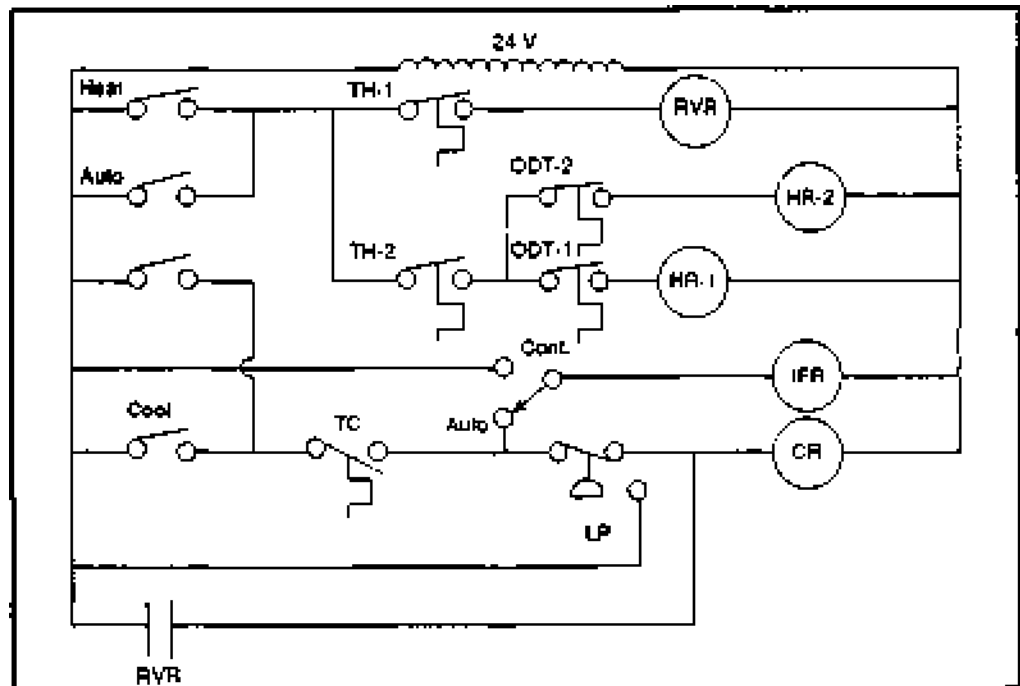 24 V
Heat
TH-1
RVR
Auto
ODT-2
HR-2
TH-2
ODT-1
HR-1
Cont.
IFR
Cool
TC
Auto
CR
LP
RVR